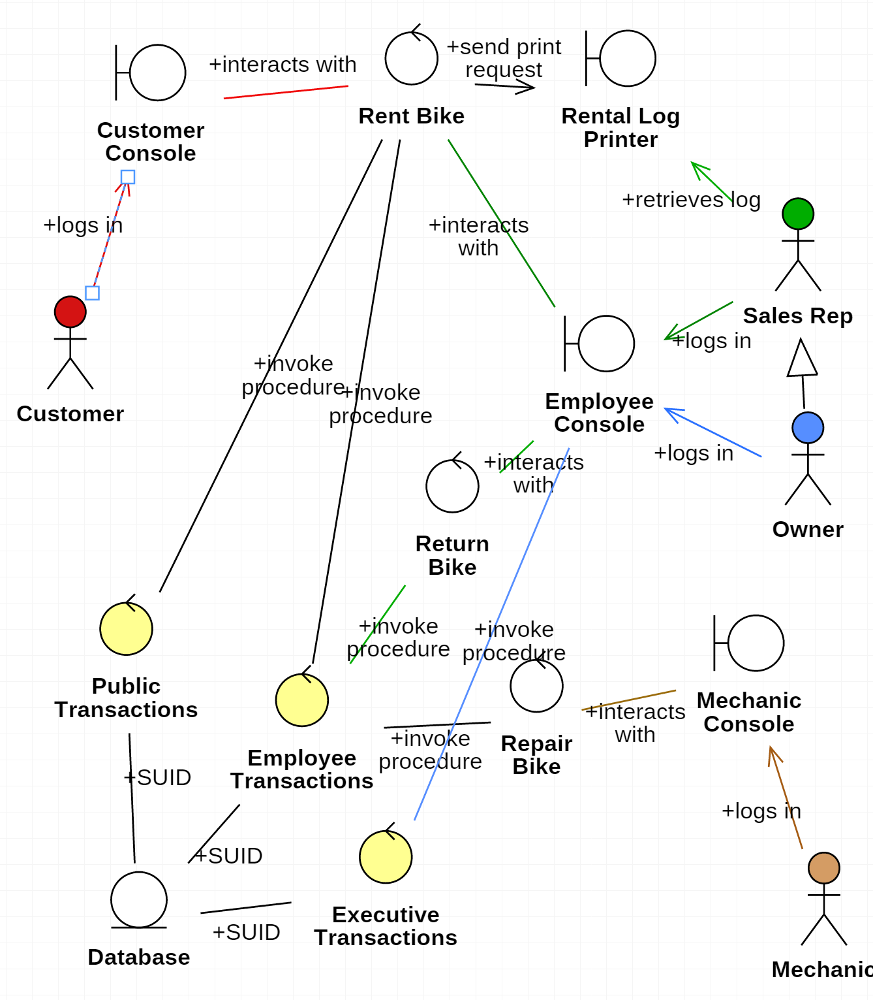 +interacts with
+send print
request
Rent Bike
Rental Log
Printer
Customer
Console
+retrieves log
+logs in
+interacts
with
Sales Rep
+logs in
+invoke
procedure
+invoke
procedure
Customer
Employee
Console
+logs in
+interacts
with
Owner
Return
Bike
+invoke
procedure
+invoke
procedure
Public
Transactions
Mechanic
Console
+interacts
with
+invoke
procedure
Repair
Bike
Employee
Transactions
+SUID
+logs in
+SUID
Executive
Transactions
+SUID
Database
Mechanic